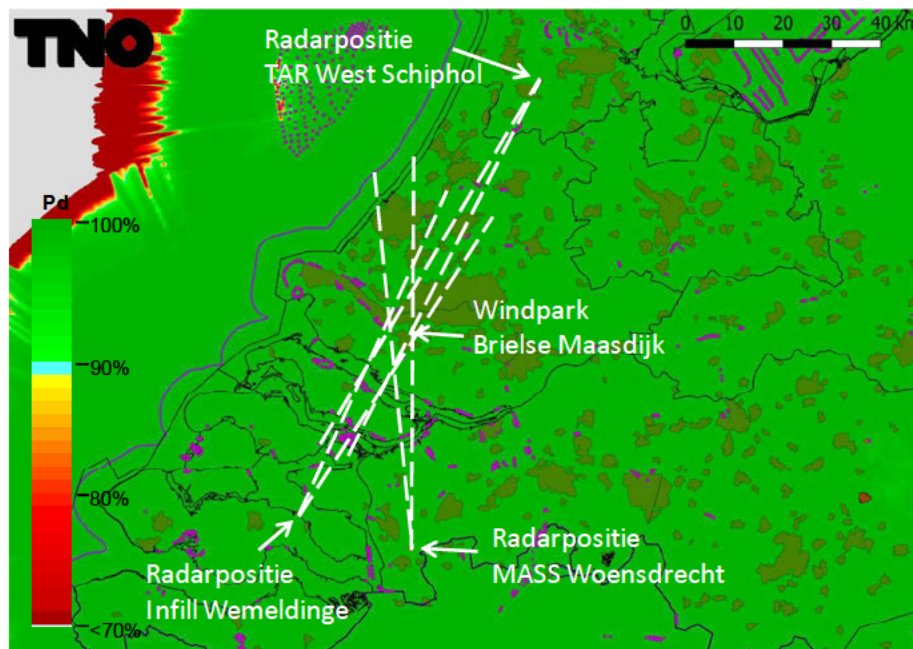 TNO
Radarpositie
TAR West Schiphol
0 10 20 30 40 km
Pd
100%
90%
80%
<70%
Windpark
Brielse Maasdijk
Radarpositie
MASS Woensdrecht
Radarpositie
Infill Wemeldinge